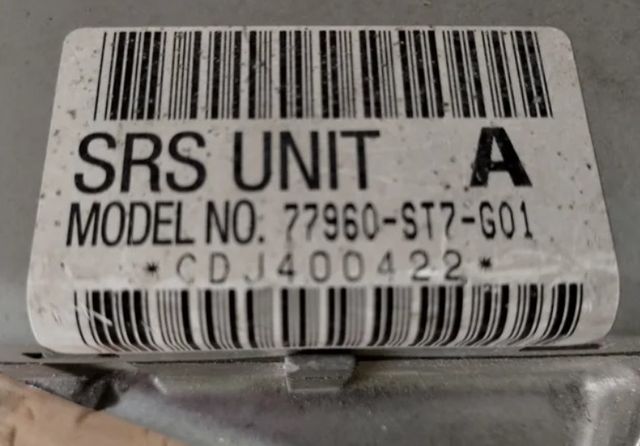 SRS UNIT A
MODEL NO. 77960-ST7-G01
*CDJ400422*